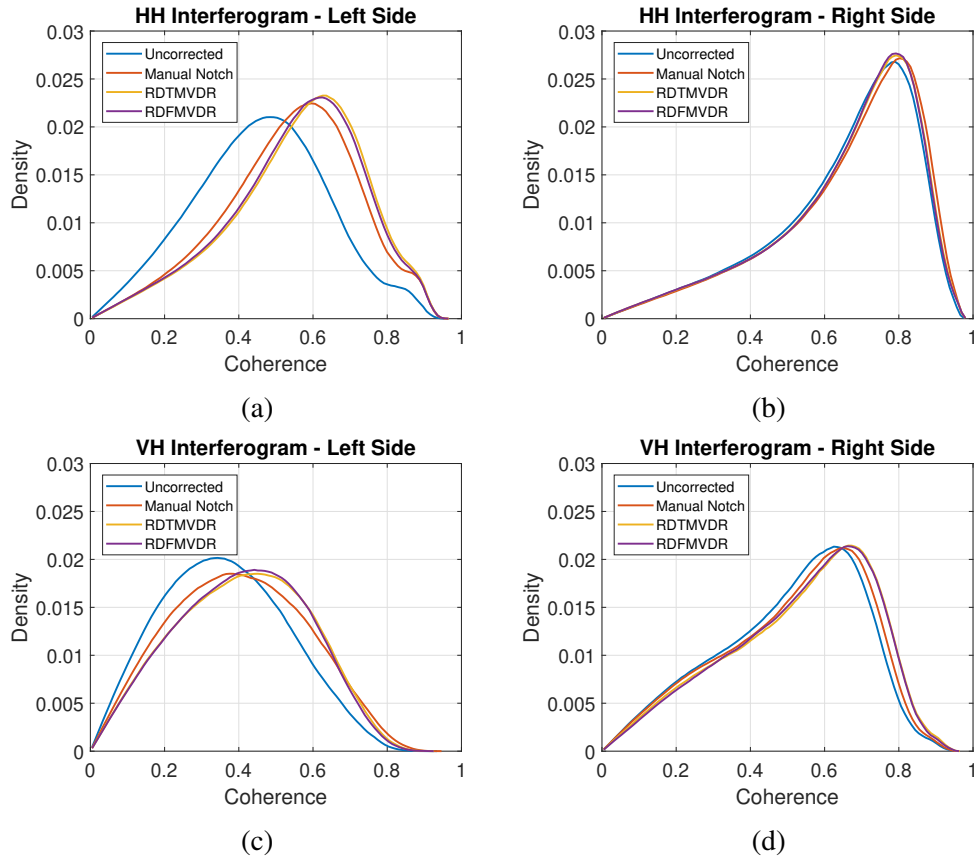 HH Interferogram - Left Side
0.03
0.025
0.02
0.015
0.01
0.005
0
Density
Uncorrected
Manual Notch
RDTMVDR
RDFMVDR
0 0.2 0.4 0.6 0.8 1
Coherence
(a)
HH Interferogram - Right Side
0.03
0.025
0.02
0.015
0.01
0.005
0
Density
Uncorrected
Manual Notch
RDTMVDR
RDFMVDR
0 0.2 0.4 0.6 0.8 1
Coherence
(b)
VH Interferogram - Left Side
0.03
0.025
0.02
0.015
0.01
0.005
0
Density
Uncorrected
Manual Notch
RDTMVDR
RDFMVDR
0 0.2 0.4 0.6 0.8 1
Coherence
(c)
VH Interferogram - Right Side
0.03
0.025
0.02
0.015
0.01
0.005
0
Density
Uncorrected
Manual Notch
RDTMVDR
RDFMVDR
0 0.2 0.4 0.6 0.8 1
Coherence
(d)